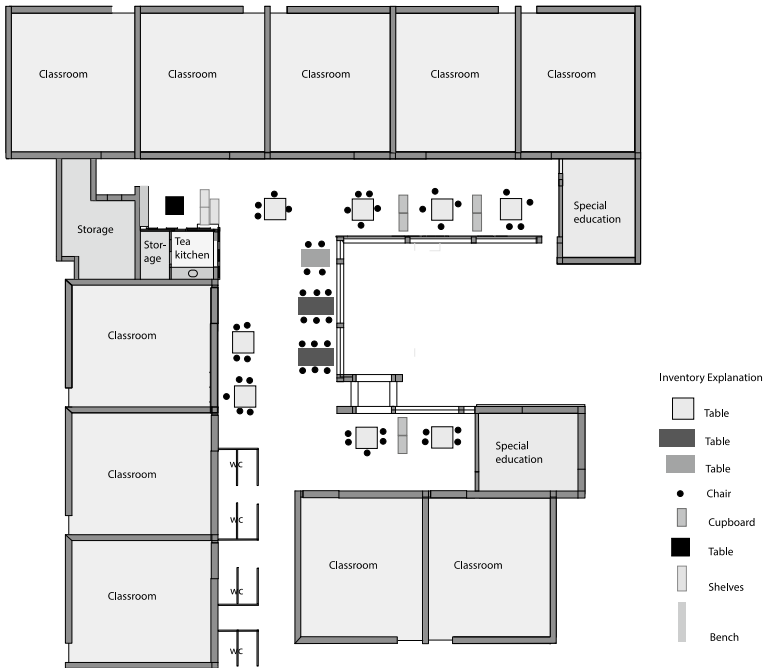 Classroom
Classroom
Classroom
Classroom
Classroom
Storage
Stor-
age
Tea
kitchen
Special
education
Classroom
Inventory Explanation
Table
Table
Table
Chair
Cupboard
Table
Shelves
Bench
Special
education
Classroom
WC
WC
Classroom
Classroom
Classroom
WC
WC